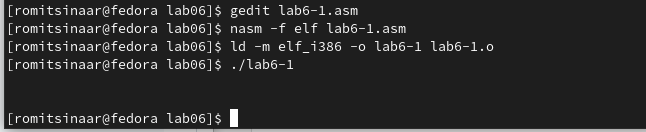 [romitsinaar@fedora lab06]$ gedit lab6-1.asm
[romitsinaar@fedora lab06]$ nasm -f elf lab6-1.asm
[romitsinaar@fedora lab06]$ ld -m elf_i386 -o lab6-1 lab6-1.o
[romitsinaar@fedora lab06]$ ./lab6-1
[romitsinaar@fedora lab06]$